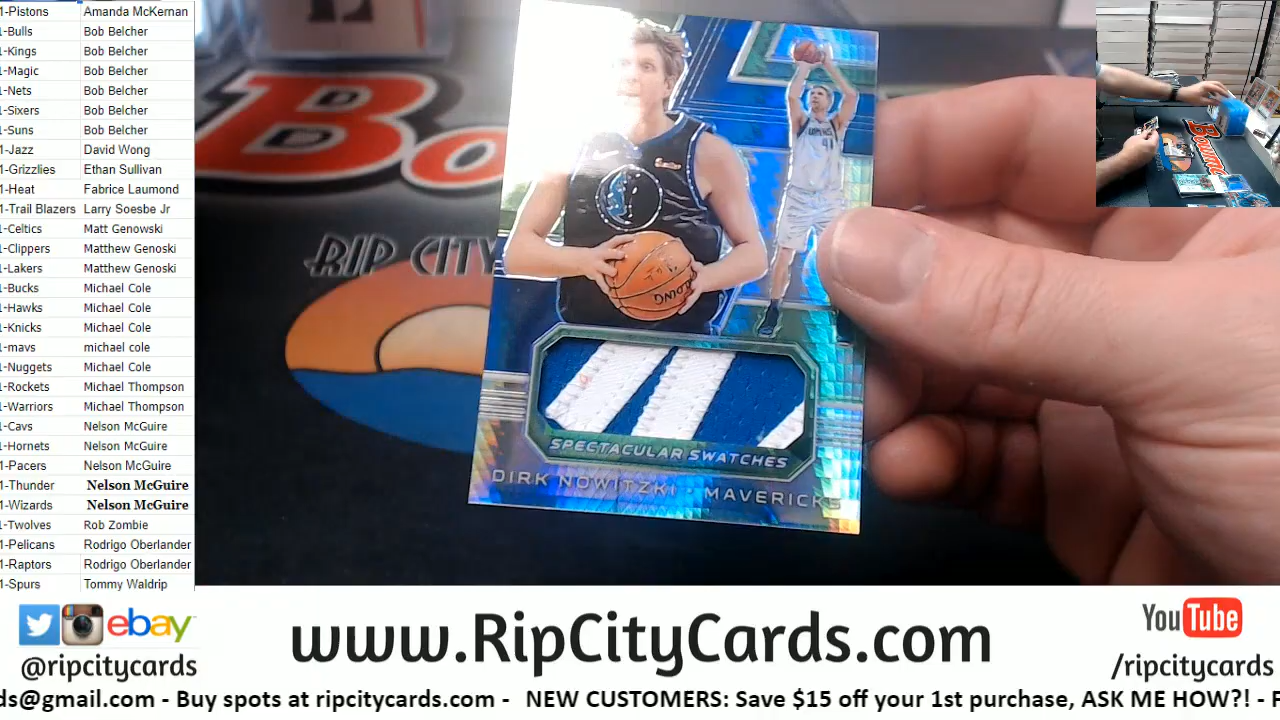 1-Pistons Amanda McKernan
1-Bulls Bob Belcher
1-Kings Bob Belcher
1-Magic Bob Belcher
1-Nets Bob Belcher
1-Sixers Bob Belcher
1-Suns Bob Belcher
1-Jazz David Wong
1-Grizzlies Ethan Sullivan
1-Heat Fabrice Laumond
1-Trail Blazers Larry Soesbe Jr
1-Celtics Matt Genowski
1-Clippers Matthew Genoski
1-Lakers Matthew Genoski
1-Bucks Michael Cole
1-Hawks Michael Cole
1-Knicks Michael Cole
1-mavs michael cole
1-Nuggets Michael Cole
1-Rockets Michael Thompson
1-Warriors Michael Thompson
1-Cavs Nelson McGuire
1-Hornets Nelson McGuire
1-Pacers Nelson McGuire
1-Thunder Nelson McGuire
1-Wizards Nelson McGuire
1-Twolves Rob Zombie
1-Pelicans Rodrigo Oberlander
1-Raptors Rodrigo Oberlander
1-Spurs Tommy Waldrip
Bo
RIP CITY
41
SPECTACULAR SWATCHES
DIRK NOWITZKI - MAVERICKS
Bourne
ebay
@ripcitycards
www.RipCityCards.com
YouTube
/ripcitycards
ds@gmail.com - Buy spots at ripcitycards.com - NEW CUSTOMERS: Save $15 off your 1st purchase, ASK ME HOW?! - F